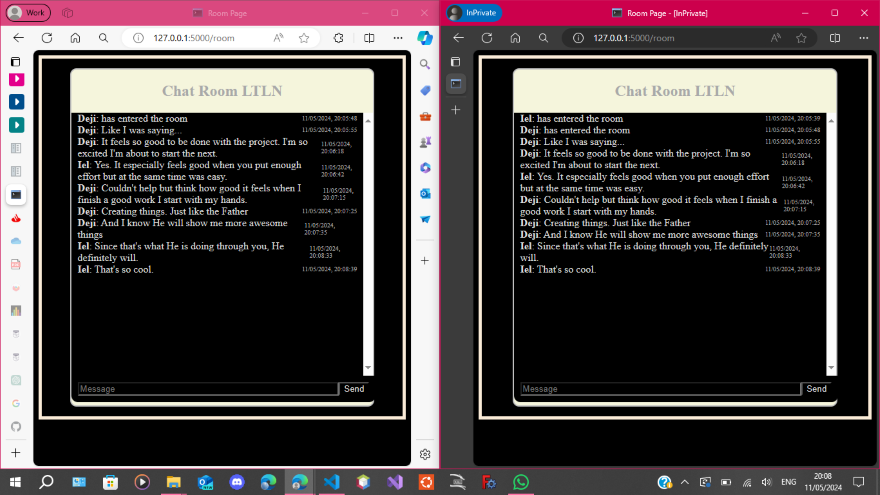 Work
Room Page
127.0.0.1:5000/room
Chat Room LTLN
Deji: has entered the room 11/05/2024, 20:05:48
Deji: Like I was saying... 11/05/2024, 20:05:55
Deji: It feels so good to be done with the project. I'm so 11/05/2024,
excited I'm about to start the next. 20:06:18
Iel: Yes. It especially feels good when you put enough 11/05/2024,
effort but at the same time was easy. 20:06:42
Deji: Couldn't help but think how good it feels when I 11/05/2024,
finish a good work I start with my hands. 20:07:15
Deji: Creating things. Just like the Father 11/05/2024, 20:07:25
Deji: And I know He will show me more awesome 11/05/2024,
things 20:07:35
Iel: Since that's what He is doing through you, He 11/05/2024,
definitely will. 20:08:33
Iel: That's so cool. 11/05/2024, 20:08:39
Message Send
InPrivate
Room Page - [InPrivate]
127.0.0.1:5000/room
Chat Room LTLN
Iel: has entered the room 11/05/2024, 20:05:39
Deji: has entered the room 11/05/2024, 20:05:48
Deji: Like I was saying... 11/05/2024, 20:05:55
Deji: It feels so good to be done with the project. I'm so 11/05/2024,
excited I'm about to start the next. 20:06:18
Iel: Yes. It especially feels good when you put enough effort 11/05/2024,
but at the same time was easy. 20:06:42
Deji: Couldn't help but think how good it feels when I finish a 11/05/2024,
good work I start with my hands. 20:07:15
Deji: Creating things. Just like the Father 11/05/2024, 20:07:25
Deji: And I know He will show me more awesome things 11/05/2024, 20:07:35
Iel: Since that's what He is doing through you, He definitely 11/05/2024,
will. 20:08:33
Iel: That's so cool. 11/05/2024, 20:08:39
Message Send
ENG
20:08
11/05/2024